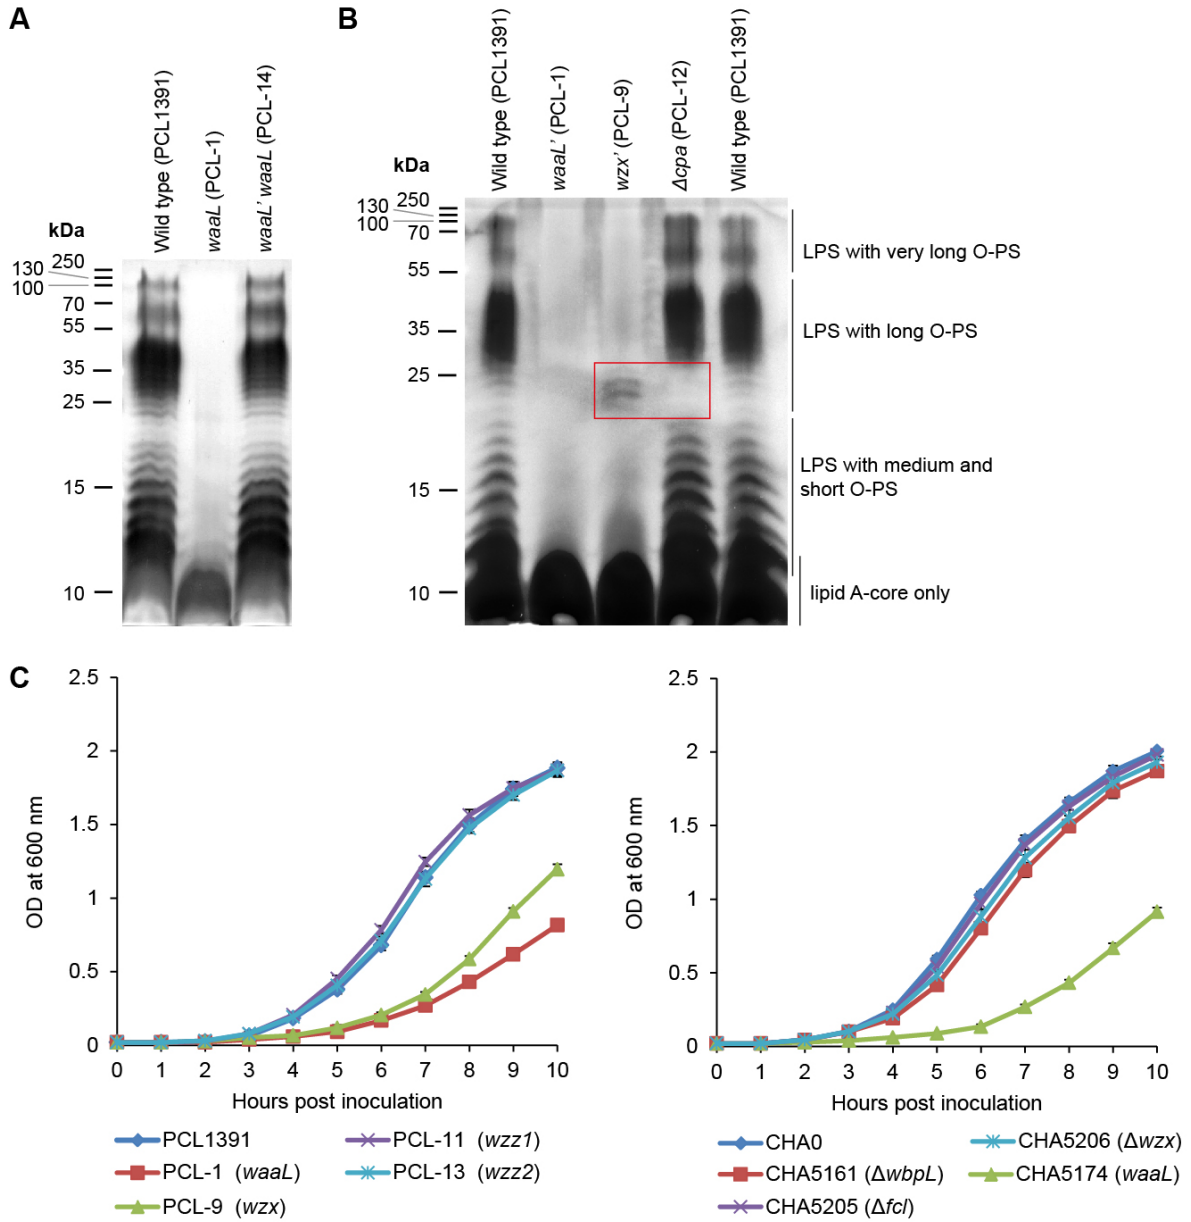 A
B
Wild type (PCL1391)
waaL (PCL-1)
waaL' waaL (PCL-14)
kDa
250
130
100
70
55
35
25
15
10
Wild type (PCL1391)
waaL' (PCL-1)
wzx' (PCL-9)
Δcpa (PCL-12)
Wild type (PCL1391)
kDa
250
130
100
70
55
35
25
15
10
LPS with very long O-PS
LPS with long O-PS
LPS with medium and
short O-PS
lipid A-core only
C
2.5
2
1.5
1
0.5
0
OD at 600 nm
0 1 2 3 4 5 6 7 8 9 10
Hours post inoculation
PCL1391
PCL-11 (wzz1)
PCL-1 (waaL)
PCL-13 (wzz2)
PCL-9 (wzx)
2.5
2
1.5
1
0.5
0
OD at 600 nm
0 1 2 3 4 5 6 7 8 9 10
Hours post inoculation
CHA0
CHA5206 (Δwzx)
CHA5161 (ΔwbpL)
CHA5174 (waaL)
CHA5205 (Δfcl)